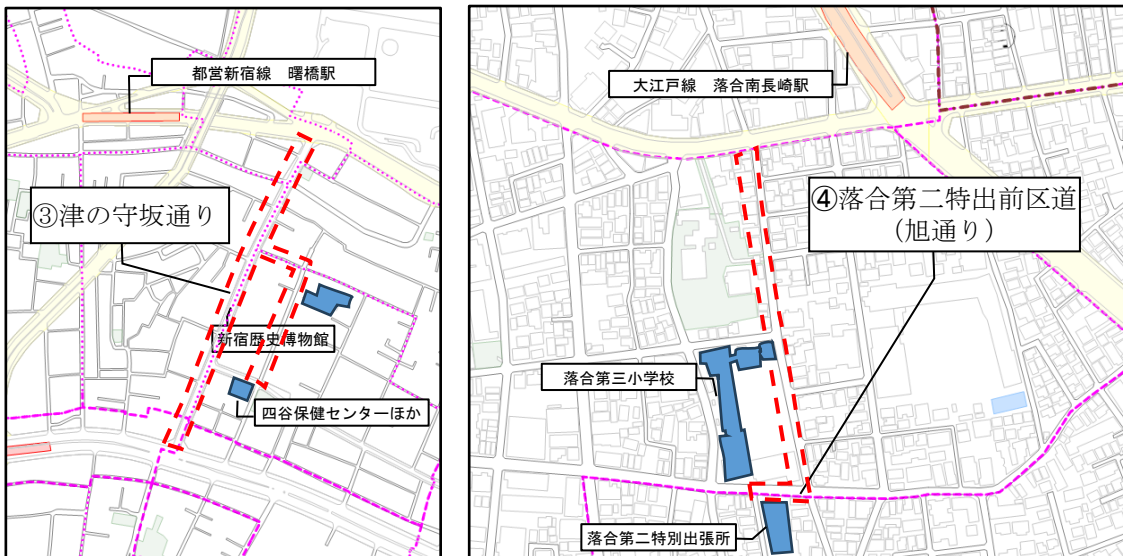 都営新宿線 曙橋駅
③津の守坂通り
新宿歴史博物館
四谷保健センターほか
大江戸線 落合南長崎駅
④落合第二特出前区道
(旭通り)
落合第三小学校
落合第二特別出張所